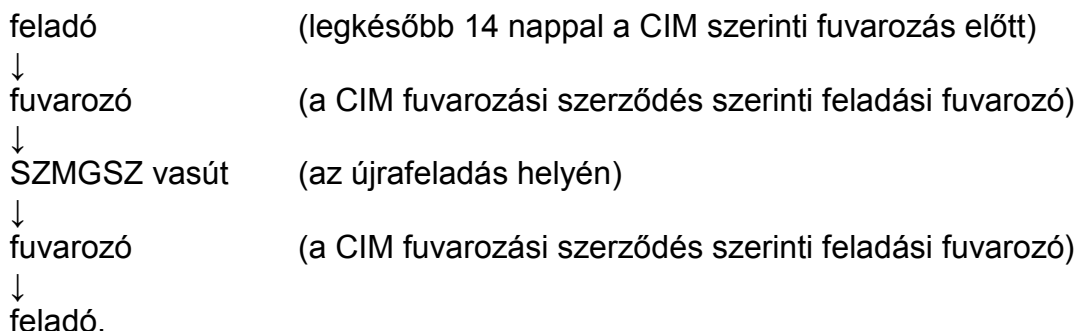 feladó (legkésőbb 14 nappal a CIM szerinti fuvarozás előtt)
↓
fuvarozó (a CIM fuvarozási szerződés szerinti feladási fuvarozó)
↓
SZMGSZ vasút (az újrafeladás helyén)
↓
fuvarozó (a CIM fuvarozási szerződés szerinti feladási fuvarozó)
↓
feladó.